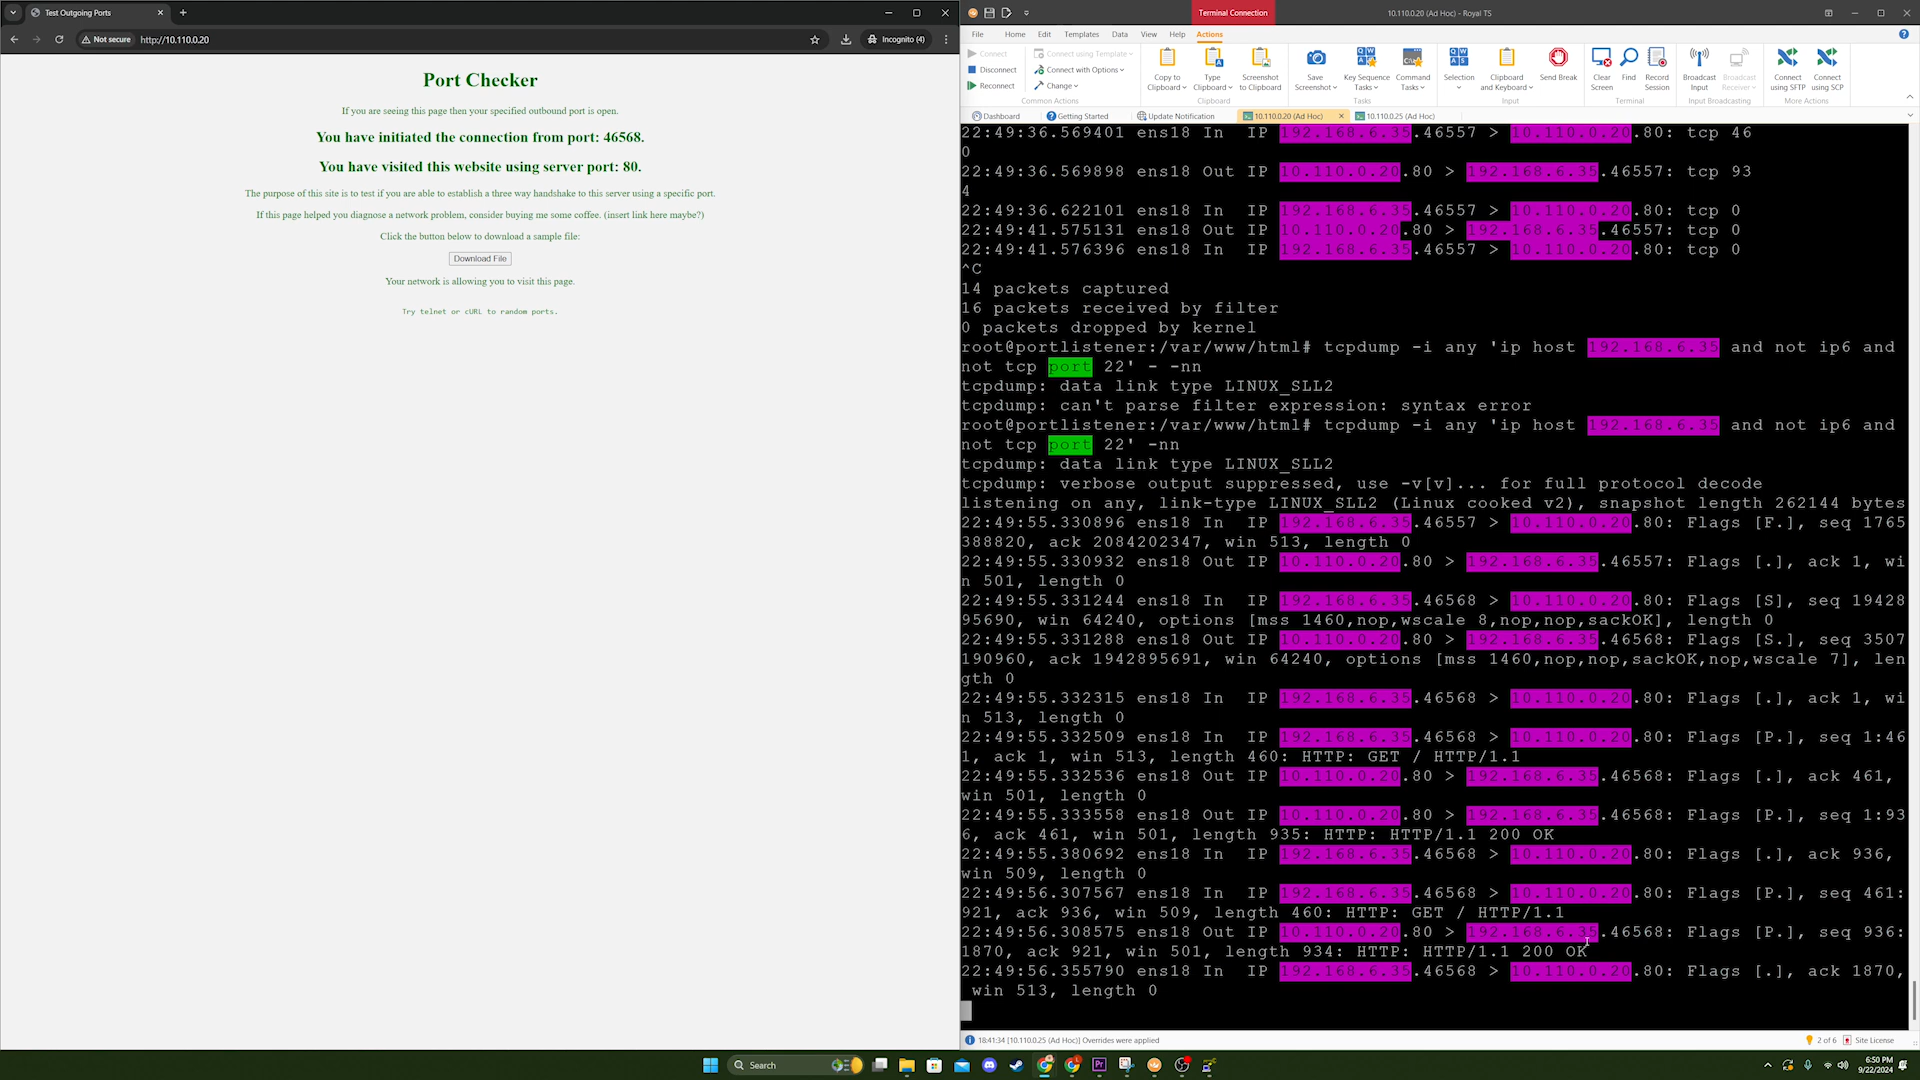 Test Outgoing Ports
Not secure
http://10.110.0.20
Incognito (4)
Port Checker
If you are seeing this page then your specified outbound port is open.
You have initiated the connection from port: 46568.
You have visited this website using server port: 80.
The purpose of this site is to test if you are able to establish a three way handshake to this server using a specific port.
If this page helped you diagnose a network problem, consider buying me some coffee. (insert link here maybe?)
Click the button below to download a sample file:
Download File
Your network is allowing you to visit this page.
Try telnet or cURL to random ports.
Terminal Connection
10.110.0.20 (Ad Hoc) - Royal TS
File Home Edit Templates Data View Help Actions
Connect
Disconnect
Reconnect
Connect using Template
Connect with Options
Change
Common Actions
Copy to Clipboard
Type Clipboard
Screenshot to Clipboard
Clipboard
Save Screenshot
Key Sequence Tasks
Command Tasks
Tasks
Selection
Clipboard and Keyboard
Send Break
Input
Clear Screen
Find
Record Session
Terminal
Broadcast Input
Broadcast Receiver
Input Broadcasting
Connect using SFTP
Connect using SCP
More Actions
Dashboard
Getting Started
Update Notification
10.110.0.20 (Ad Hoc)
10.110.0.25 (Ad Hoc)
22:49:36.569401 ens18 In  IP 192.168.6.35.46557 > 10.110.0.20.80: tcp 46
0
22:49:36.569898 ens18 Out IP 10.110.0.20.80 > 192.168.6.35.46557: tcp 93
4
22:49:36.622101 ens18 In  IP 192.168.6.35.46557 > 10.110.0.20.80: tcp 0
22:49:41.575131 ens18 Out IP 10.110.0.20.80 > 192.168.6.35.46557: tcp 0
22:49:41.576396 ens18 In  IP 192.168.6.35.46557 > 10.110.0.20.80: tcp 0
^C
14 packets captured
16 packets received by filter
0 packets dropped by kernel
root@portlistener:/var/www/html# tcpdump -i any 'ip host 192.168.6.35 and not ip6 and
not tcp port 22' - -nn
tcpdump: data link type LINUX_SLL2
tcpdump: can't parse filter expression: syntax error
root@portlistener:/var/www/html# tcpdump -i any 'ip host 192.168.6.35 and not ip6 and
not tcp port 22' -nn
tcpdump: data link type LINUX_SLL2
tcpdump: verbose output suppressed, use -v[v]... for full protocol decode
listening on any, link-type LINUX_SLL2 (Linux cooked v2), snapshot length 262144 bytes
22:49:55.330896 ens18 In  IP 192.168.6.35.46557 > 10.110.0.20.80: Flags [F.], seq 1765
388820, ack 2084202347, win 513, length 0
22:49:55.330932 ens18 Out IP 10.110.0.20.80 > 192.168.6.35.46557: Flags [.], ack 1, wi
n 501, length 0
22:49:55.331244 ens18 In  IP 192.168.6.35.46568 > 10.110.0.20.80: Flags [S], seq 19428
95690, win 64240, options [mss 1460,nop,wscale 8,nop,nop,sackOK], length 0
22:49:55.331288 ens18 Out IP 10.110.0.20.80 > 192.168.6.35.46568: Flags [S.], seq 3507
190960, ack 1942895691, win 64240, options [mss 1460,nop,nop,sackOK,nop,wscale 7], len
gth 0
22:49:55.332315 ens18 In  IP 192.168.6.35.46568 > 10.110.0.20.80: Flags [.], ack 1, wi
n 513, length 0
22:49:55.332509 ens18 In  IP 192.168.6.35.46568 > 10.110.0.20.80: Flags [P.], seq 1:46
1, ack 1, win 513, length 460: HTTP: GET / HTTP/1.1
22:49:55.332536 ens18 Out IP 10.110.0.20.80 > 192.168.6.35.46568: Flags [.], ack 461,
win 501, length 0
22:49:55.333558 ens18 Out IP 10.110.0.20.80 > 192.168.6.35.46568: Flags [P.], seq 1:93
6, ack 461, win 501, length 935: HTTP: HTTP/1.1 200 OK
22:49:55.380692 ens18 In  IP 192.168.6.35.46568 > 10.110.0.20.80: Flags [.], ack 936,
win 509, length 0
22:49:56.307567 ens18 In  IP 192.168.6.35.46568 > 10.110.0.20.80: Flags [P.], seq 461:
921, ack 936, win 509, length 460: HTTP: GET / HTTP/1.1
22:49:56.308575 ens18 Out IP 10.110.0.20.80 > 192.168.6.35.46568: Flags [P.], seq 936:
1870, ack 921, win 501, length 934: HTTP: HTTP/1.1 200 OK
22:49:56.355790 ens18 In  IP 192.168.6.35.46568 > 10.110.0.20.80: Flags [.], ack 1870,
win 513, length 0
18:41:34 [10.110.0.25 (Ad Hoc)] Overrides were applied
2 of 6
Site License
Search
6:50 PM
9/22/2024